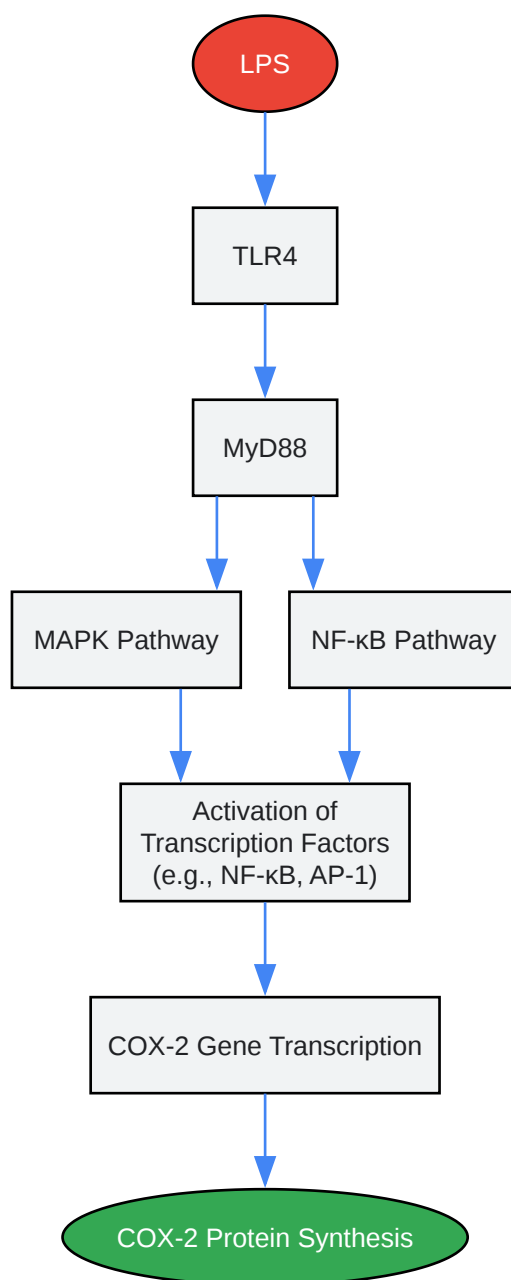 LPS
TLR4
MyD88
MAPK Pathway
NF-κB Pathway
Activation of
Transcription Factors
(e.g., NF-κB, AP-1)
COX-2 Gene Transcription
COX-2 Protein Synthesis